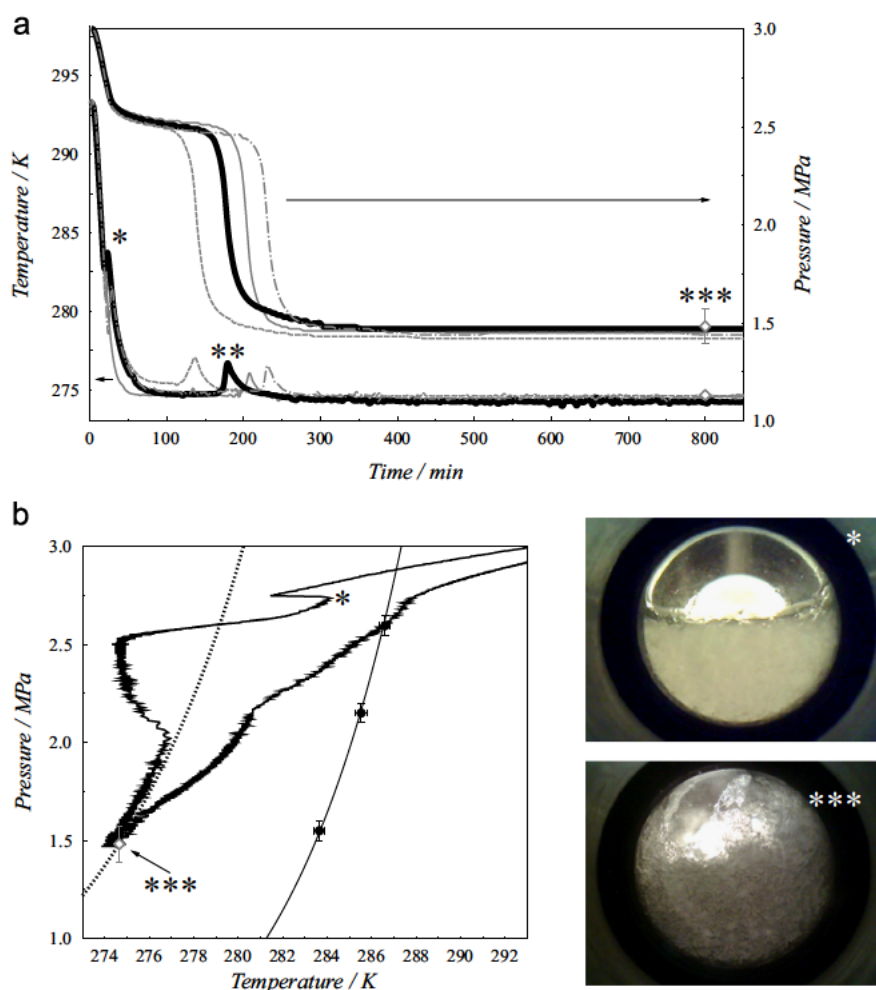 a
Temperature / K
295
290
285
279
275
*
**
***
3.0
2.5
2.0
1.5
1.0
Pressure / MPa
0 100 200 300 400 500 600 700 800
Time / min
b
Pressure / MPa
3.0
2.5
2.0
1.5
1.0
*
***
274 276 278 280 282 284 286 288 290 292
Temperature / K
*
***